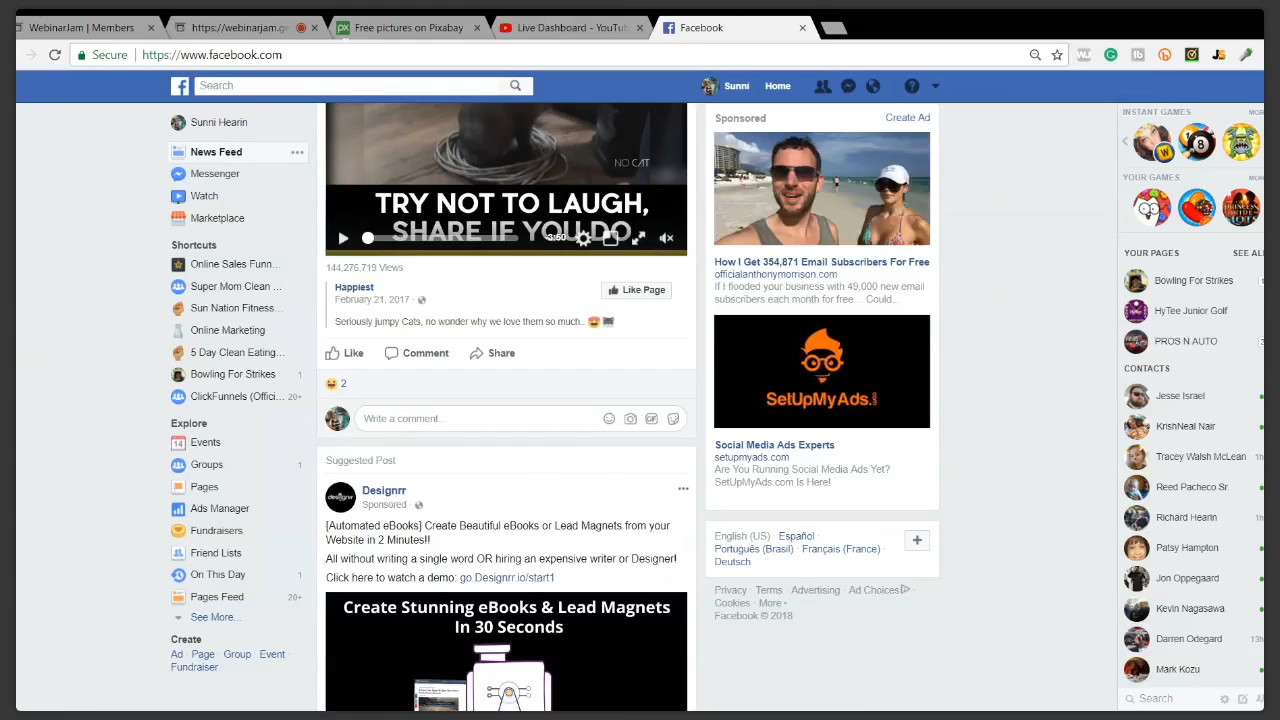 WebinarJam | Members
https://webinarjam.ge
Free pictures on Pixabay
Live Dashboard - YouTu
Facebook
Secure
https://www.facebook.com
Search
Sunni
Home
Sunni Hearin
News Feed
Messenger
Watch
Marketplace
Shortcuts
Online Sales Funn...
Super Mom Clean ...
Sun Nation Fitness...
Online Marketing
5 Day Clean Eating...
Bowling For Strikes 1
ClickFunnels (Offici... 20+
Explore
14 Events
Groups 1
Pages
Ads Manager
Fundraisers
Friend Lists
On This Day 1
Pages Feed 20+
See More...
Create
Ad Page Group Event
Fundraiser
NO CAT
TRY NOT TO LAUGH,
SHARE IF YOU DO.
3:50
144,276,719 Views
Happiest
February 21, 2017
Like Page
Seriously jumpy Cats, no wonder why we love them so much..
Like Comment Share
2
Write a comment...
Suggested Post
designrr
Designrr
Sponsored
[Automated eBooks] Create Beautiful eBooks or Lead Magnets from your
Website in 2 Minutes!!
All without writing a single word OR hiring an expensive writer or Designer!
Click here to watch a demo: go.Designrr.io/start1
Create Stunning eBooks & Lead Magnets
In 30 Seconds
Sponsored
Create Ad
How I Get 354,871 Email Subscribers For Free
officialanthonymorrison.com
If I flooded your business with 49,000 new email
subscribers each month for free... Could...
SetUpMyAds.com
Social Media Ads Experts
setupmyads.com
Are You Running Social Media Ads Yet?
SetUpMyAds.com Is Here!
English (US) · Español ·
Português (Brasil) · Français (France) ·
Deutsch
Privacy · Terms · Advertising · Ad Choices ·
Cookies · More
Facebook © 2018
INSTANT GAMES
MOR
W
8
YOUR GAMES
MOR
YOUR PAGES
SEE ALL
Bowling For Strikes
HyTee Junior Golf
PROS N AUTO
CONTACTS
Jesse Israel
KrishNeal Nair
Tracey Walsh McLean 1h
Reed Pacheco Sr.
Richard Hearin
Patsy Hampton
Jon Oppegaard
Kevin Nagasawa
Darren Odegard 13h
Mark Kozu
Search